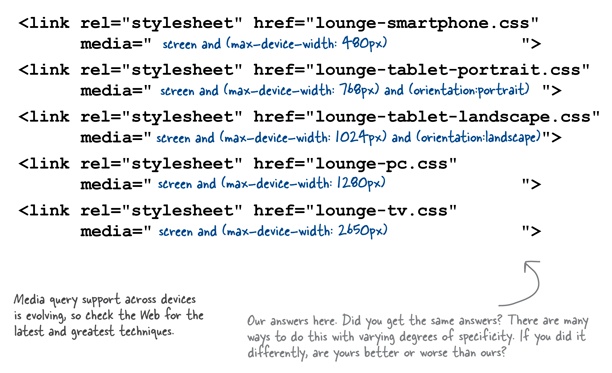 <link rel="stylesheet" href="lounge-smartphone.css"
media=" screen and (max-device-width: 480px) ">
<link rel="stylesheet" href="lounge-tablet-portrait.css"
media=" screen and (max-device-width: 768px) and (orientation:portrait) ">
<link rel="stylesheet" href="lounge-tablet-landscape.css"
media=" screen and (max-device-width: 1024px) and (orientation:landscape)">
<link rel="stylesheet" href="lounge-pc.css"
media=" screen and (max-device-width: 1280px) ">
<link rel="stylesheet" href="lounge-tv.css"
media=" screen and (max-device-width: 2650px) ">
Media query support across devices
is evolving, so check the Web for the
latest and greatest techniques.
Our answers here. Did you get the same answers? There are many
ways to do this with varying degrees of specificity. If you did it
differently, are yours better or worse than ours?